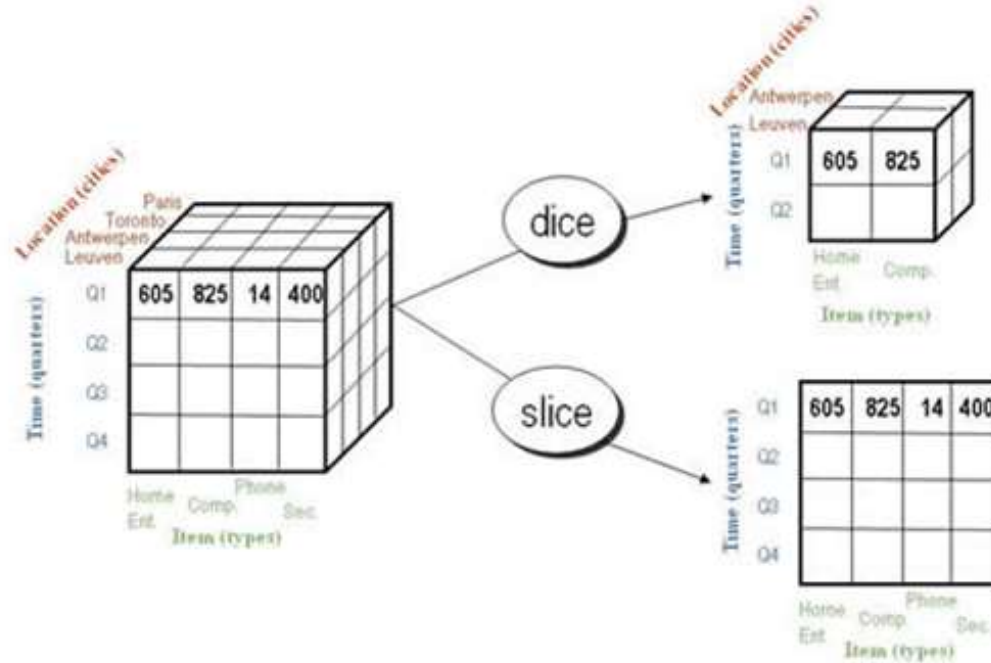 Location (cities)
Paris
Toronto
Antwerpen
Leuven
Time (quarters)
Q1
Q2
Q3
Q4
605 825 14 400
Home
Ent.
Comp.
Phone
Sec.
Item (types)
dice
slice
Location (cities)
Antwerpen
Leuven
Time (quarters)
Q1
Q2
605 825
Home
Ent.
Comp.
Item (types)
Time (quarters)
Q1
Q2
Q3
Q4
605 825 14 400
Home
Ent.
Comp.
Phone
Sec.
Item (types)